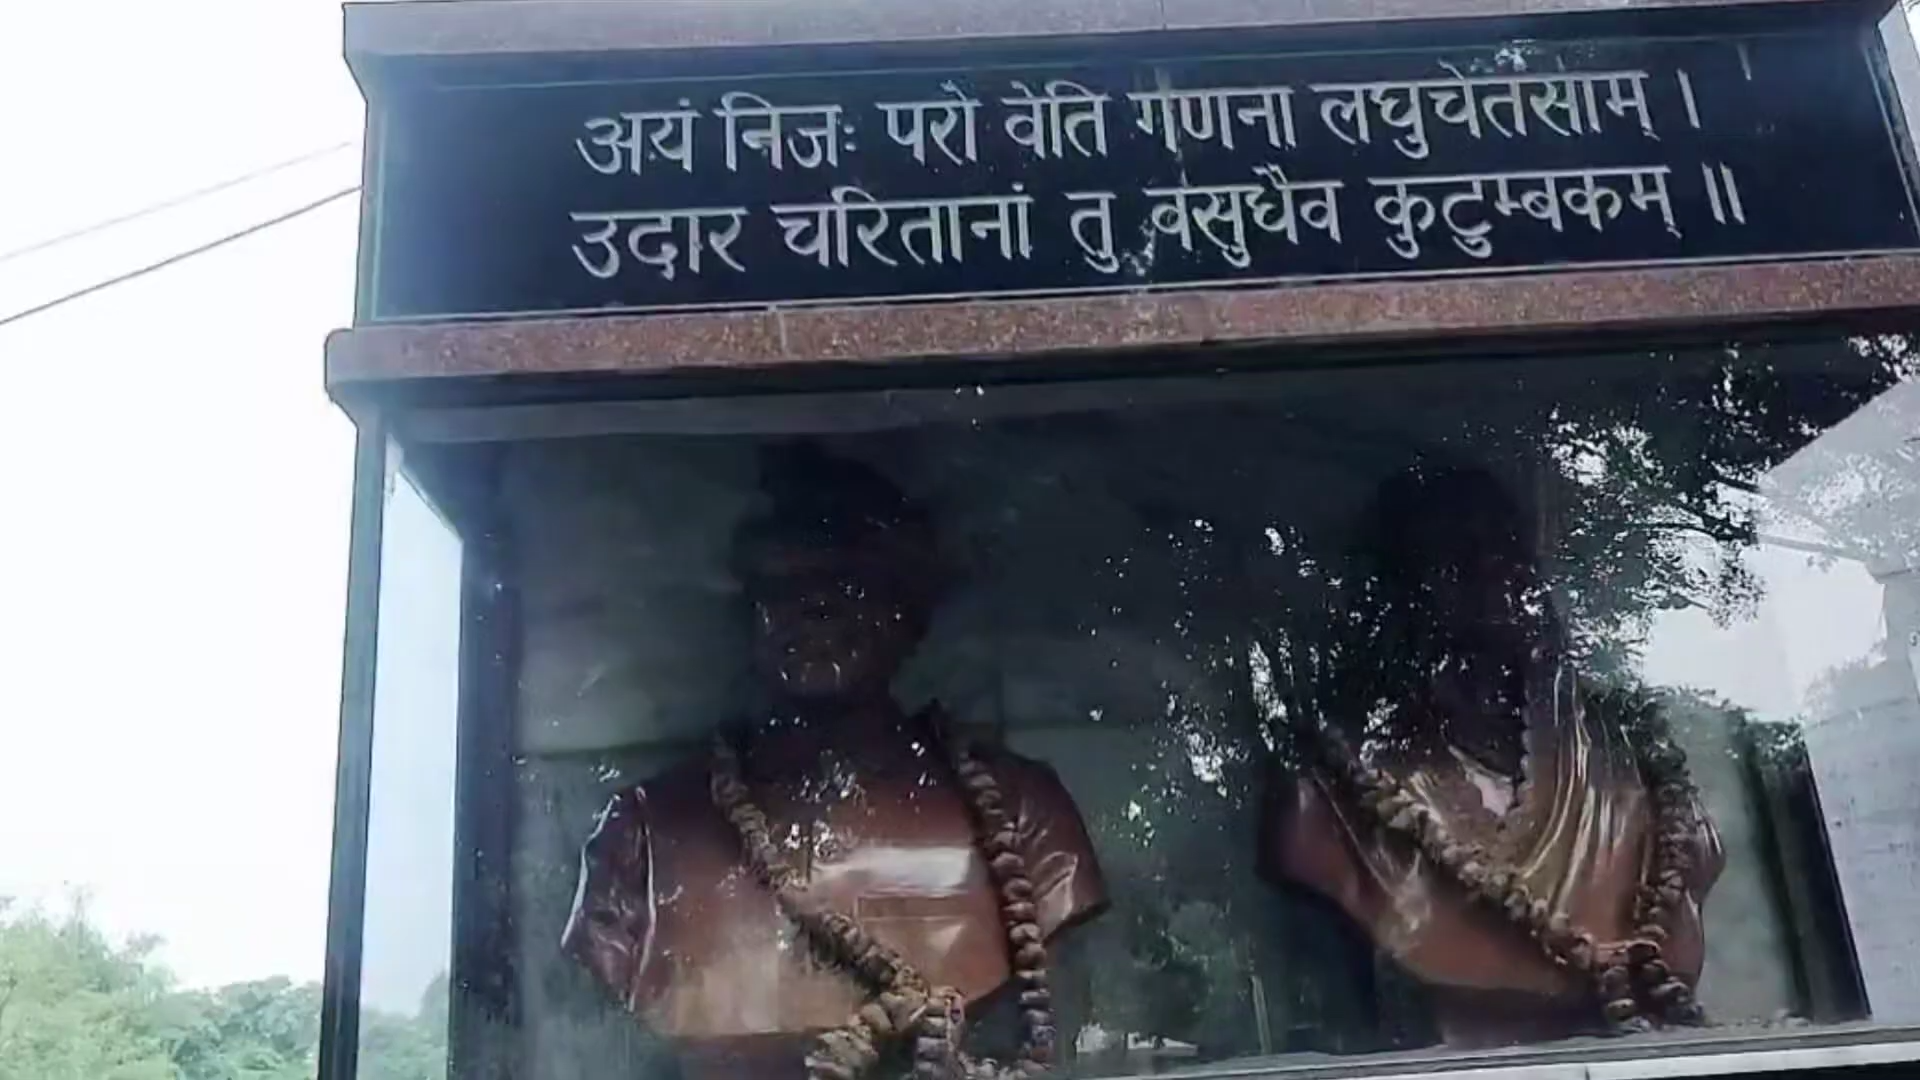 अयं निजः परो वेति गणना लघुचेतसाम् ।
उदार चरितानां तु वसुधैव कुटुम्बकम् ॥